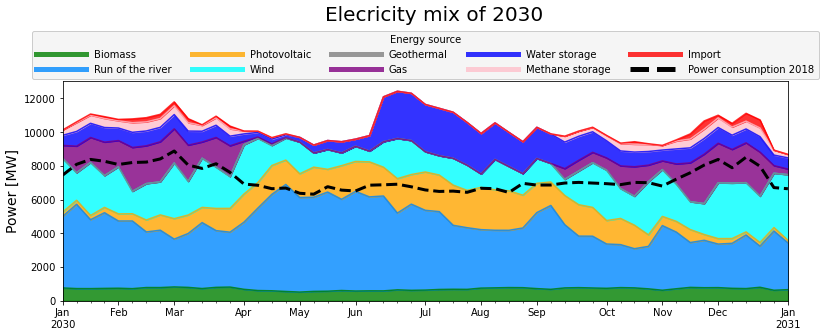 Elecricity mix of 2030
Energy source
Biomass
Photovoltaic
Geothermal
Water storage
Import
Run of the river
Wind
Gas
Methane storage
Power consumption 2018
Power [MW]
12000
10000
8000
6000
4000
2000
0
Jan Feb Mar Apr May Jun Jul Aug Sep Oct Nov Dec Jan
2030 2031